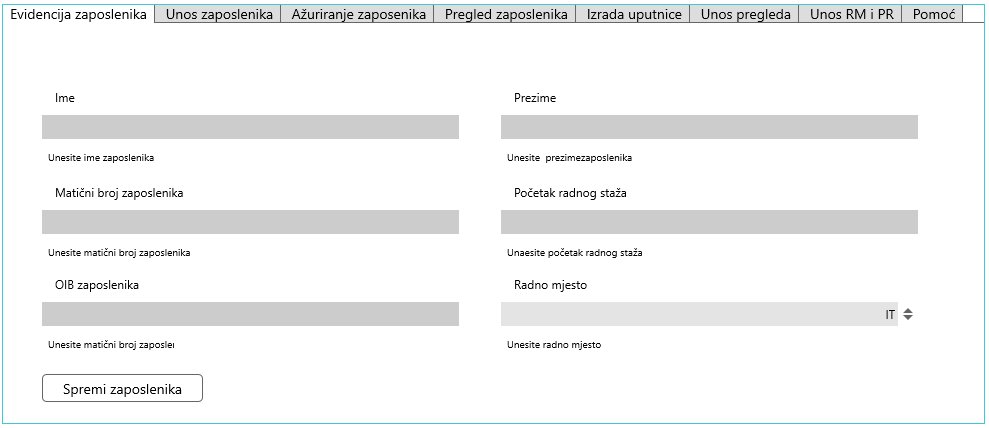 Evidencija zaposlenika Unos zaposlenika Ažuriranje zaposenika Pregled zaposlenika Izrada uputnice Unos pregleda Unos RM i PR Pomoć
Ime Prezime
Unesite ime zaposlenika Unesite prezimezaposlenika
Matični broj zaposlenika Početak radnog staža
Unesite matični broj zaposlenika Unaesite početak radnog staža
OIB zaposlenika Radno mjesto
IT
Unesite matični broj zaposler Unesite radno mjesto
Spremi zaposlenika